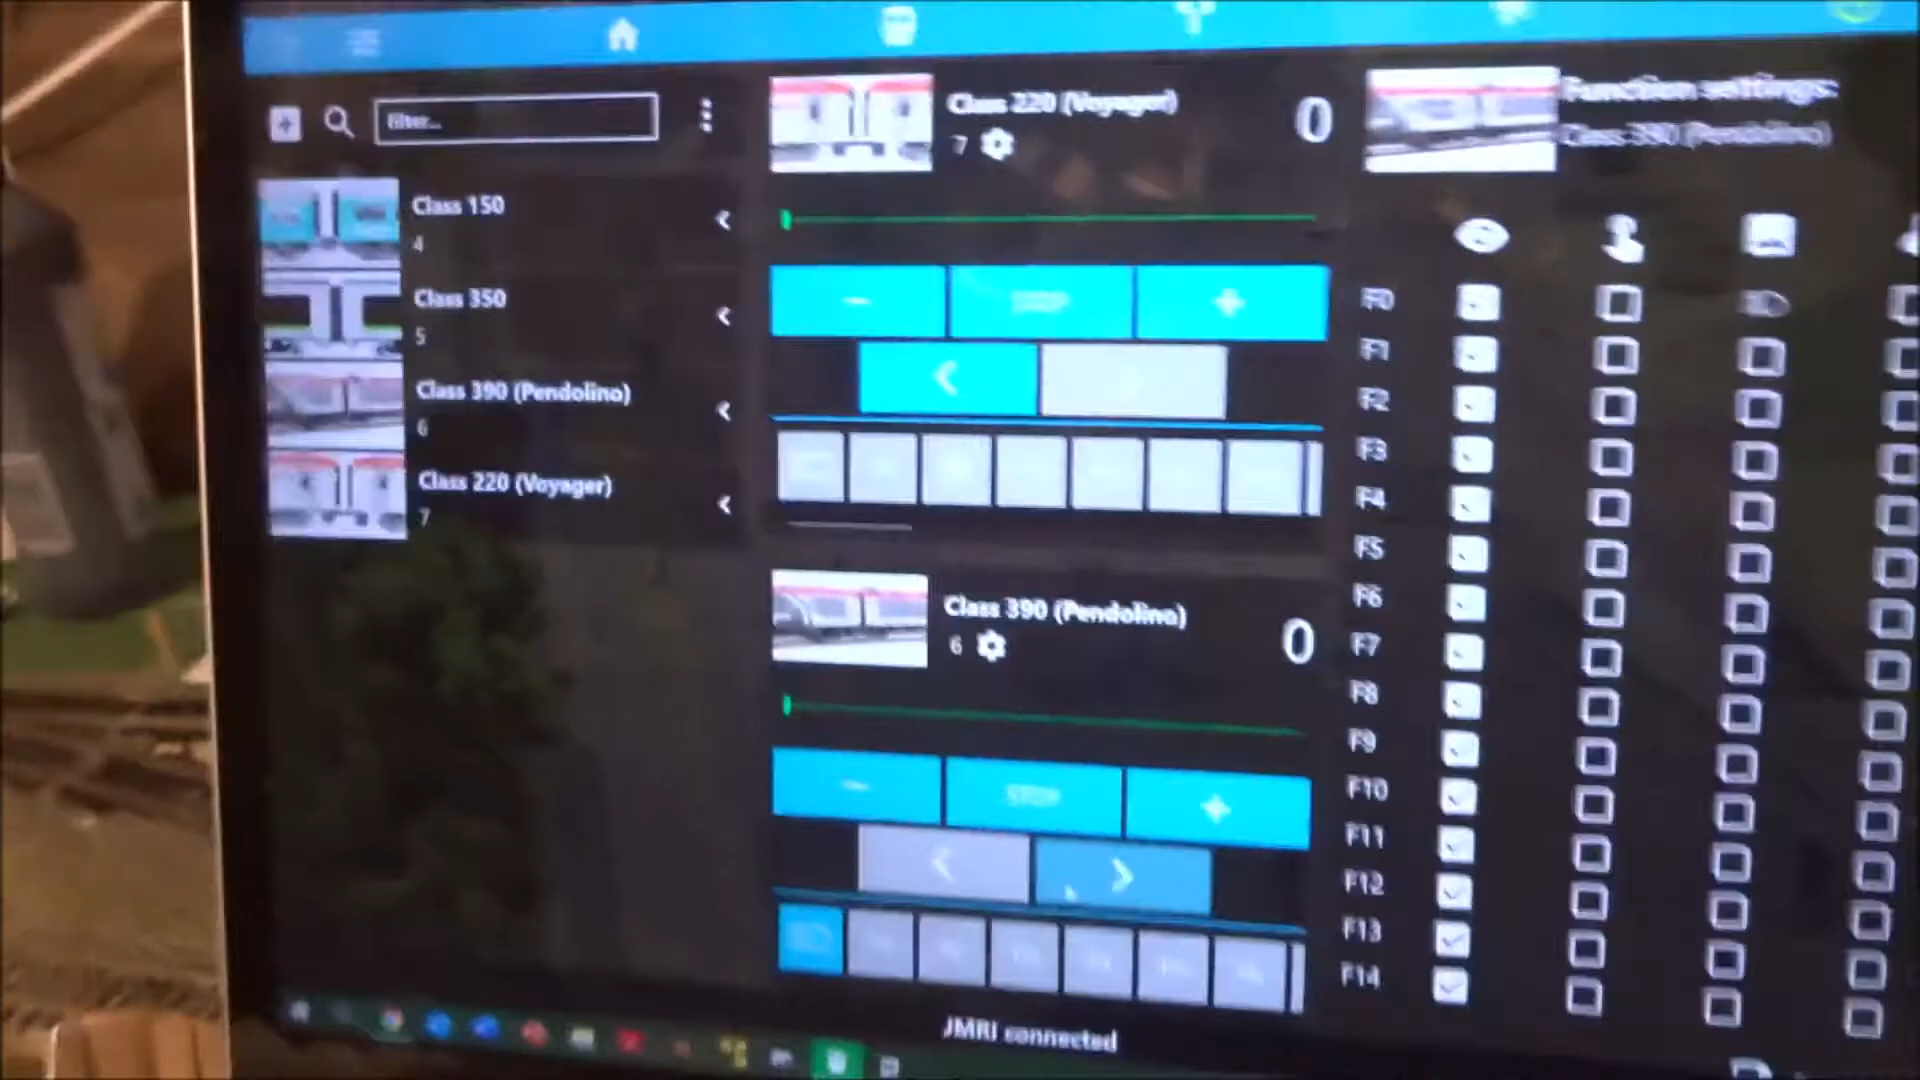 filter...
Class 150
4
Class 350
5
Class 390 (Pendolino)
6
Class 220 (Voyager)
7
Class 220 (Voyager)
7
0
STOP
Class 390 (Pendolino)
6
0
STOP
Function settings:
Class 390 (Pendolino)
F0
F1
F2
F3
F4
F5
F6
F7
F8
F9
F10
F11
F12
F13
F14
JMRI connected